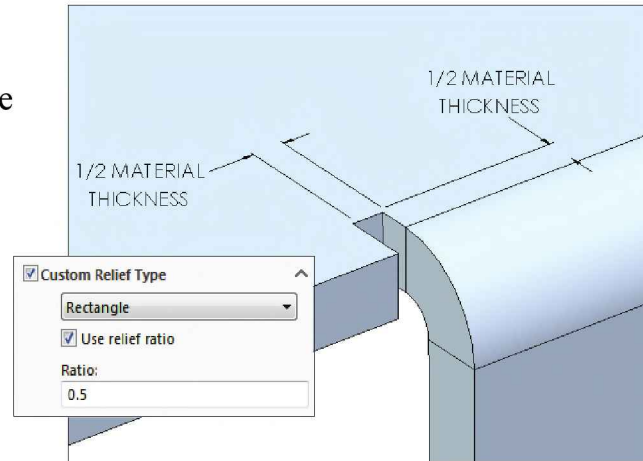 e
1/2 MATERIAL
THICKNESS
1/2 MATERIAL
THICKNESS
Custom Relief Type
Rectangle
Use relief ratio
Ratio:
0.5